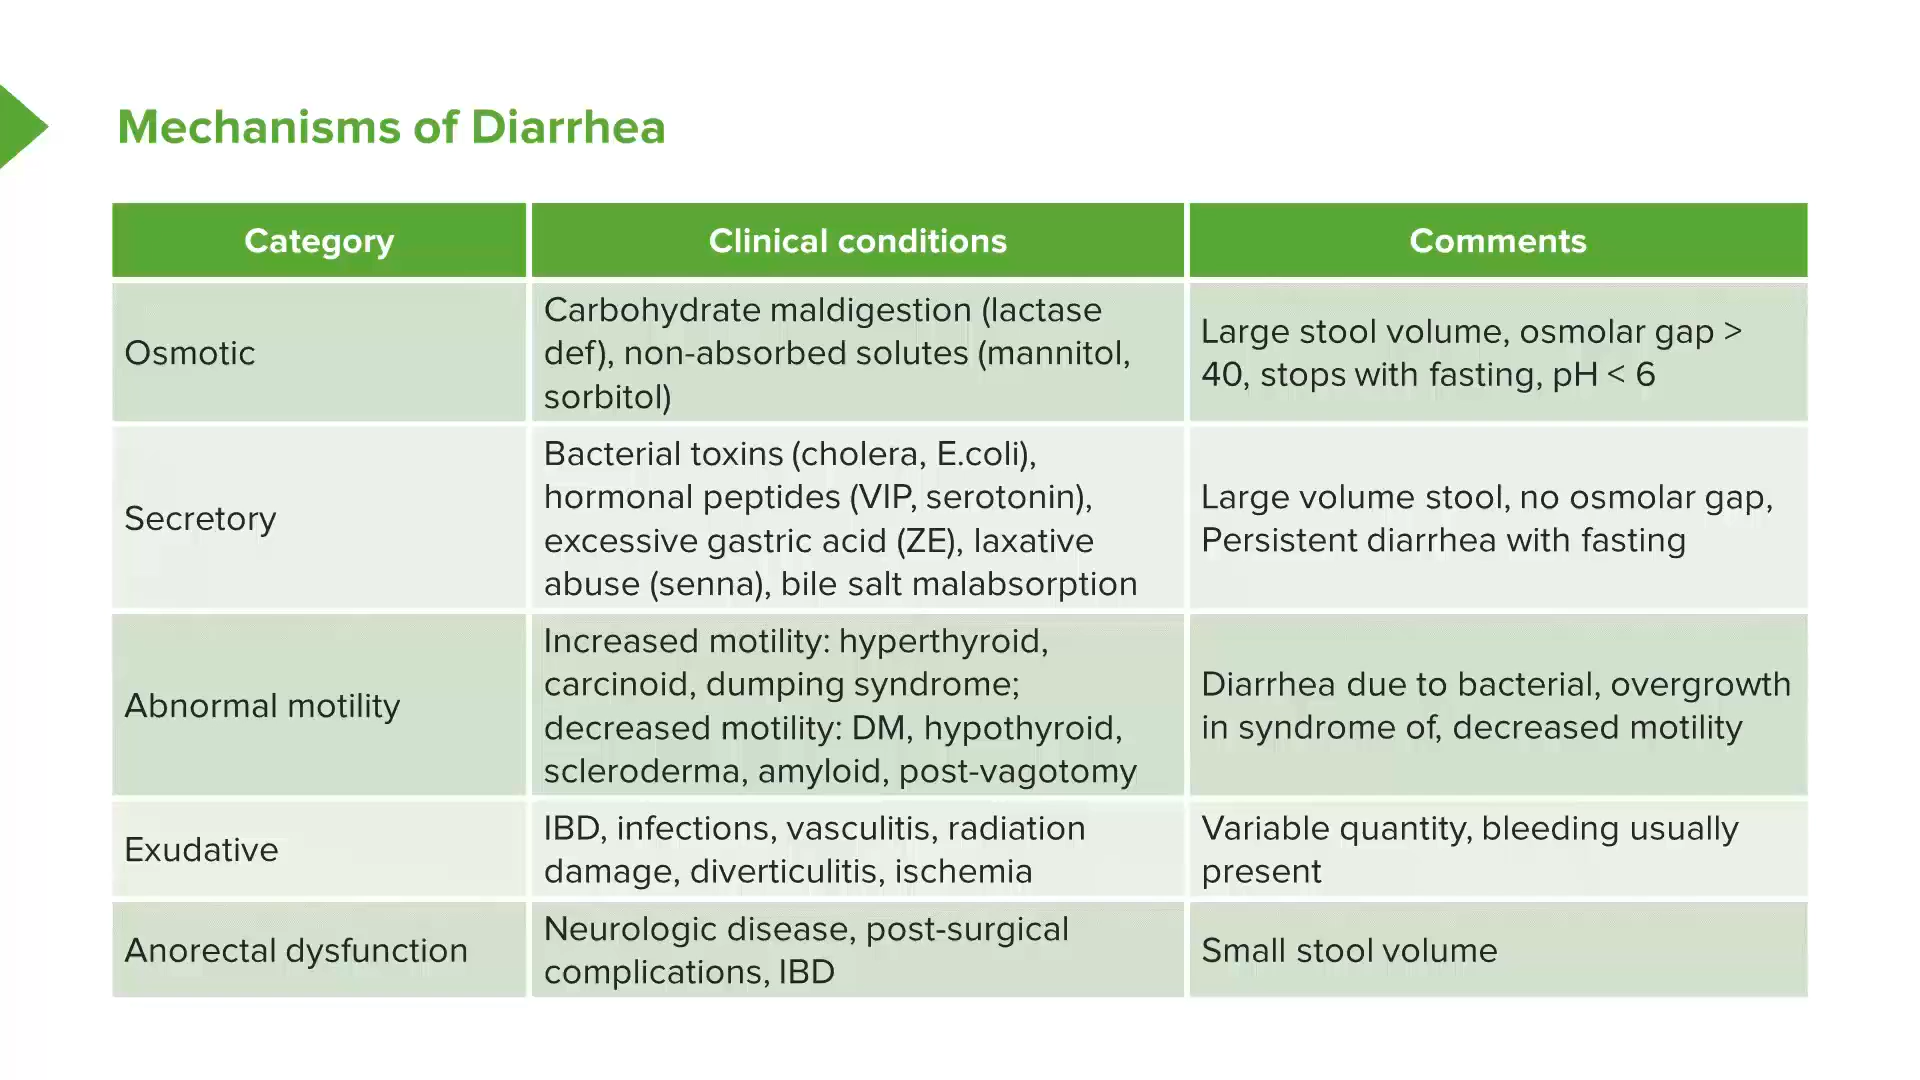 Mechanisms of Diarrhea
Category
Clinical conditions
Comments
Osmotic
Carbohydrate maldigestion (lactase
def), non-absorbed solutes (mannitol,
sorbitol)
Large stool volume, osmolar gap >
40, stops with fasting, pH < 6
Secretory
Bacterial toxins (cholera, E.coli),
hormonal peptides (VIP, serotonin),
excessive gastric acid (ZE), laxative
abuse (senna), bile salt malabsorption
Large volume stool, no osmolar gap,
Persistent diarrhea with fasting
Abnormal motility
Increased motility: hyperthyroid,
carcinoid, dumping syndrome;
decreased motility: DM, hypothyroid,
scleroderma, amyloid, post-vagotomy
Diarrhea due to bacterial, overgrowth
in syndrome of, decreased motility
Exudative
IBD, infections, vasculitis, radiation
damage, diverticulitis, ischemia
Variable quantity, bleeding usually
present
Anorectal dysfunction
Neurologic disease, post-surgical
complications, IBD
Small stool volume